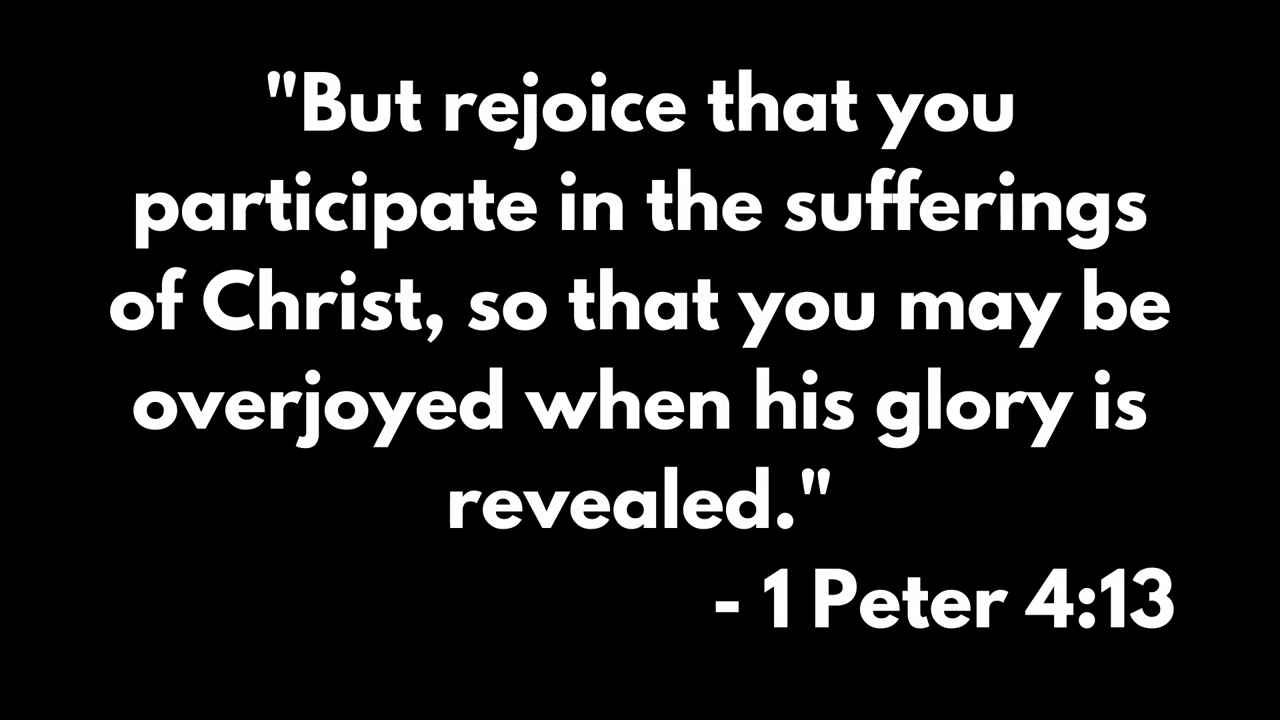 "But rejoice that you
participate in the sufferings
of Christ, so that you may be
overjoyed when his glory is
revealed."
- 1 Peter 4:13